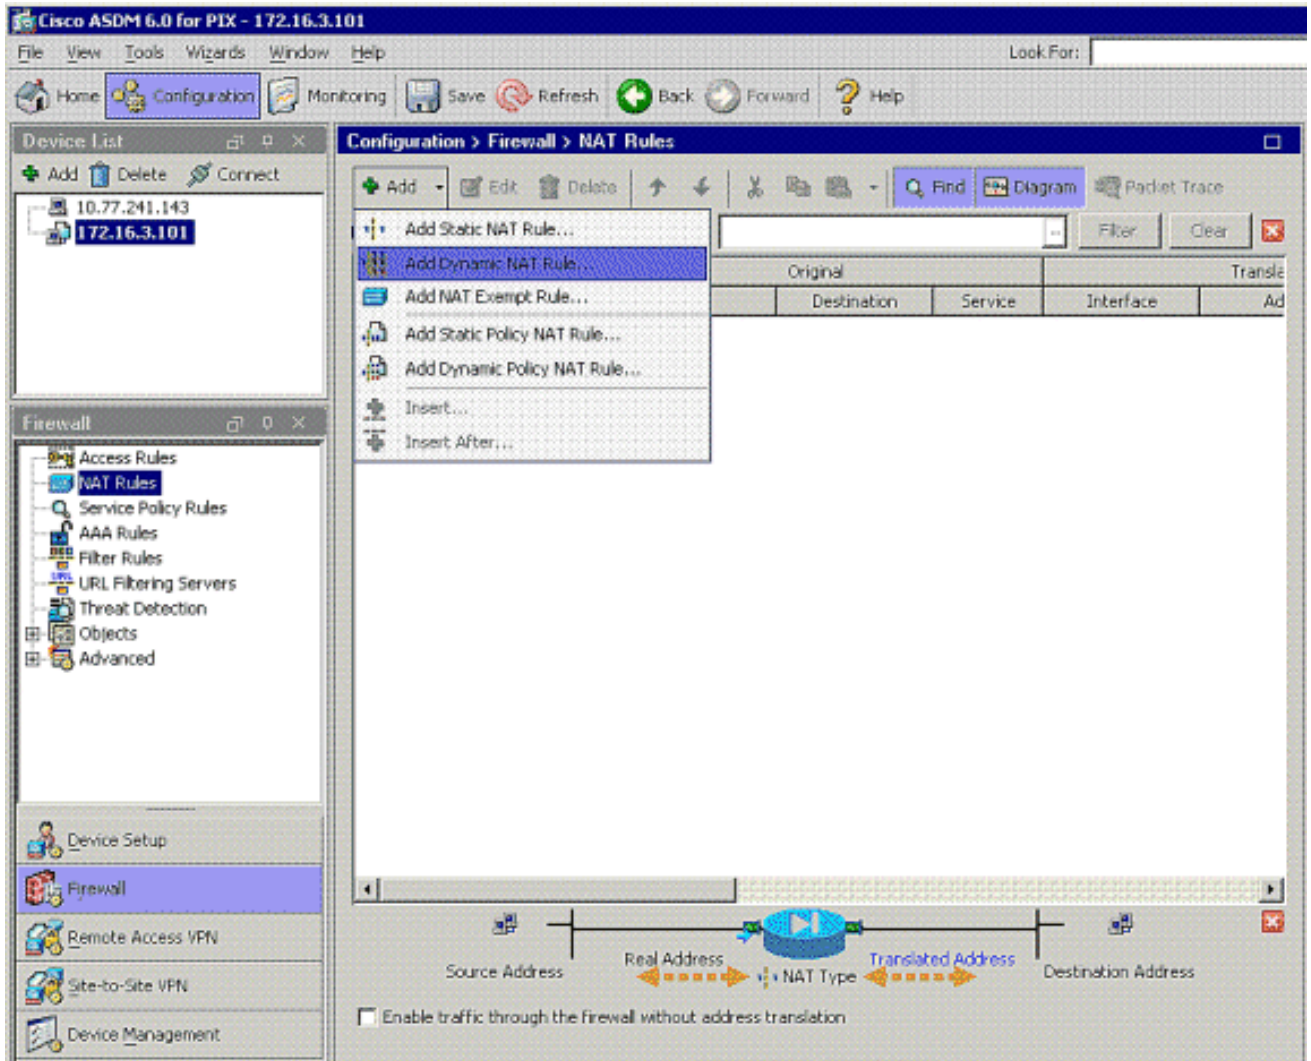 Cisco ASDM 6.0 for PIX - 172.16.3.101
File View Tools Wizards Window Help Look For:
Home Configuration Monitoring Save Refresh Back Forward Help
Device List
Add Delete Connect
10.77.241.143
172.16.3.101
Configuration > Firewall > NAT Rules
Add Edit Delete Find Diagram Packet Trace
Filter Clear
Add Static NAT Rule...
Add Dynamic NAT Rule...
Add NAT Exempt Rule...
Add Static Policy NAT Rule...
Add Dynamic Policy NAT Rule...
Insert...
Insert After...
Original Transla
Destination Service Interface Ad
Firewall
Access Rules
NAT Rules
Service Policy Rules
AAA Rules
Filter Rules
URL Filtering Servers
Threat Detection
Objects
Advanced
Device Setup
Firewall
Remote Access VPN
Site-to-Site VPN
Device Management
Source Address
Real Address
NAT Type
Translated Address
Destination Address
Enable traffic through the firewall without address translation